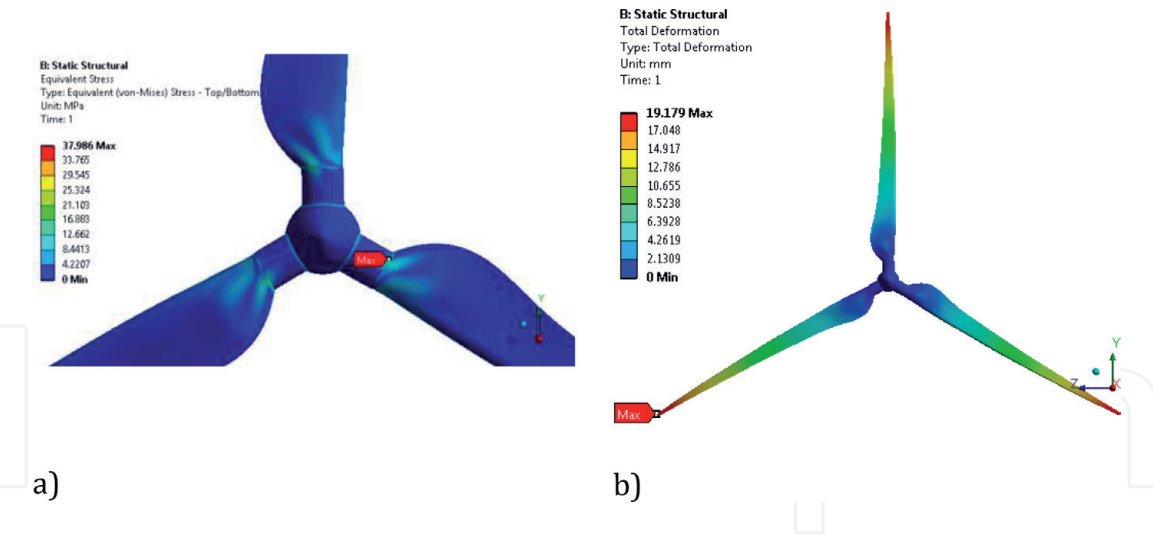 B: Static Structural
Equivalent Stress
Type: Equivalent (von-Mises) Stress - Top/Bottom
Unit: MPa
Time: 1
37.986 Max
33.765
29.545
25.324
21.103
16.883
12.662
8.4413
4.2207
0 Min
Max
Y
a)
B: Static Structural
Total Deformation
Type: Total Deformation
Unit: mm
Time: 1
19.179 Max
17.048
14.917
12.786
10.655
8.5238
6.3928
4.2619
2.1309
0 Min
Y
Z
X
Max
b)